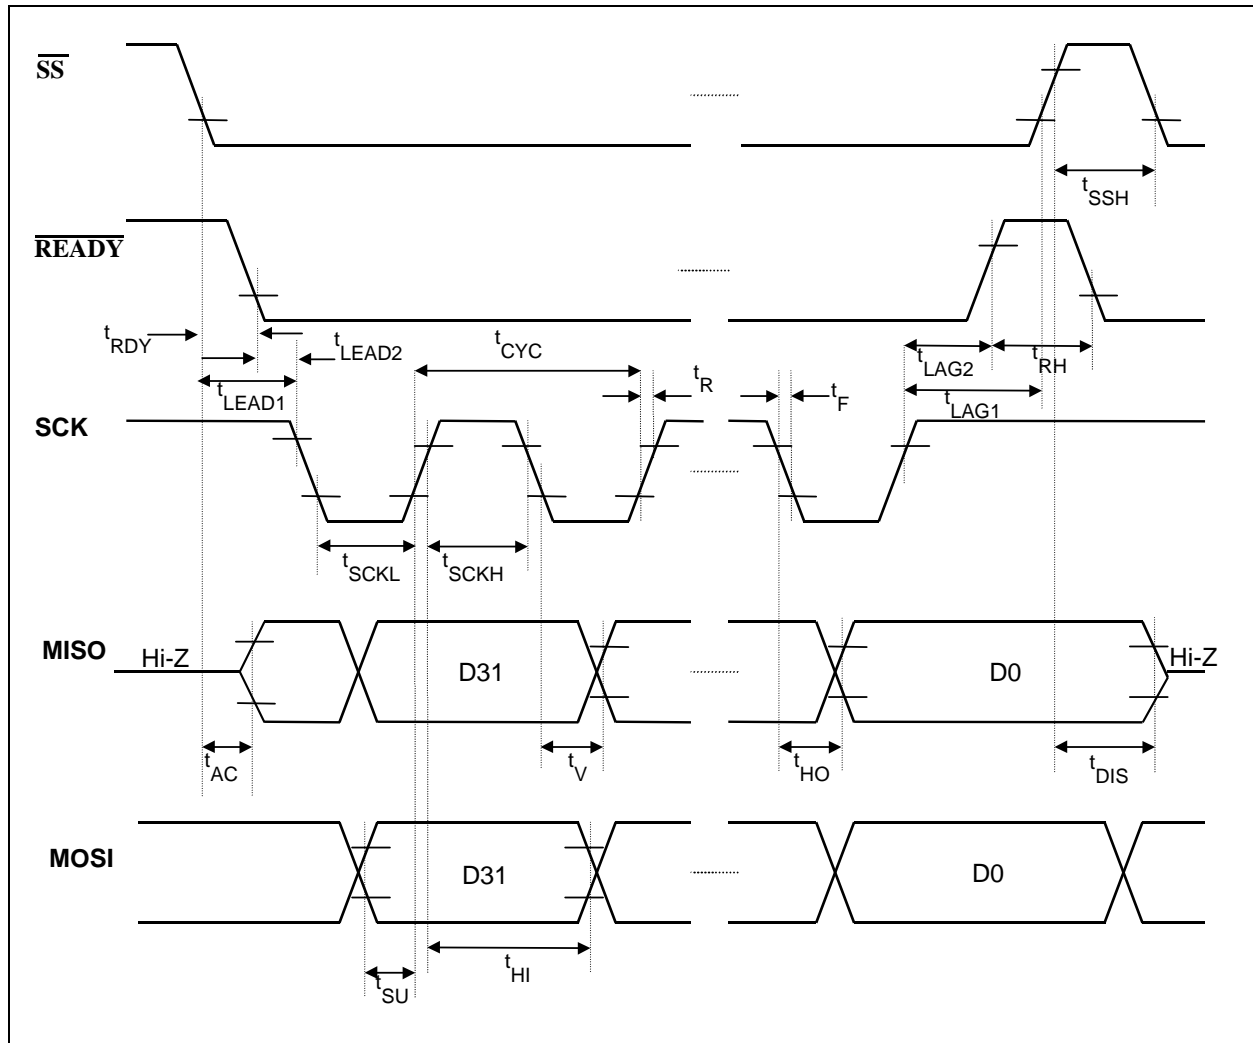 SS
tSSH
READY
tRDY
tLEAD2
tCYC
tLAG2
tRH
tLEAD1
tR
tF
tLAG1
SCK
tSCKL
tSCKH
MISO
Hi-Z
D31
D0
Hi-Z
tAC
tV
tHO
tDIS
MOSI
D31
D0
tSU
tHI